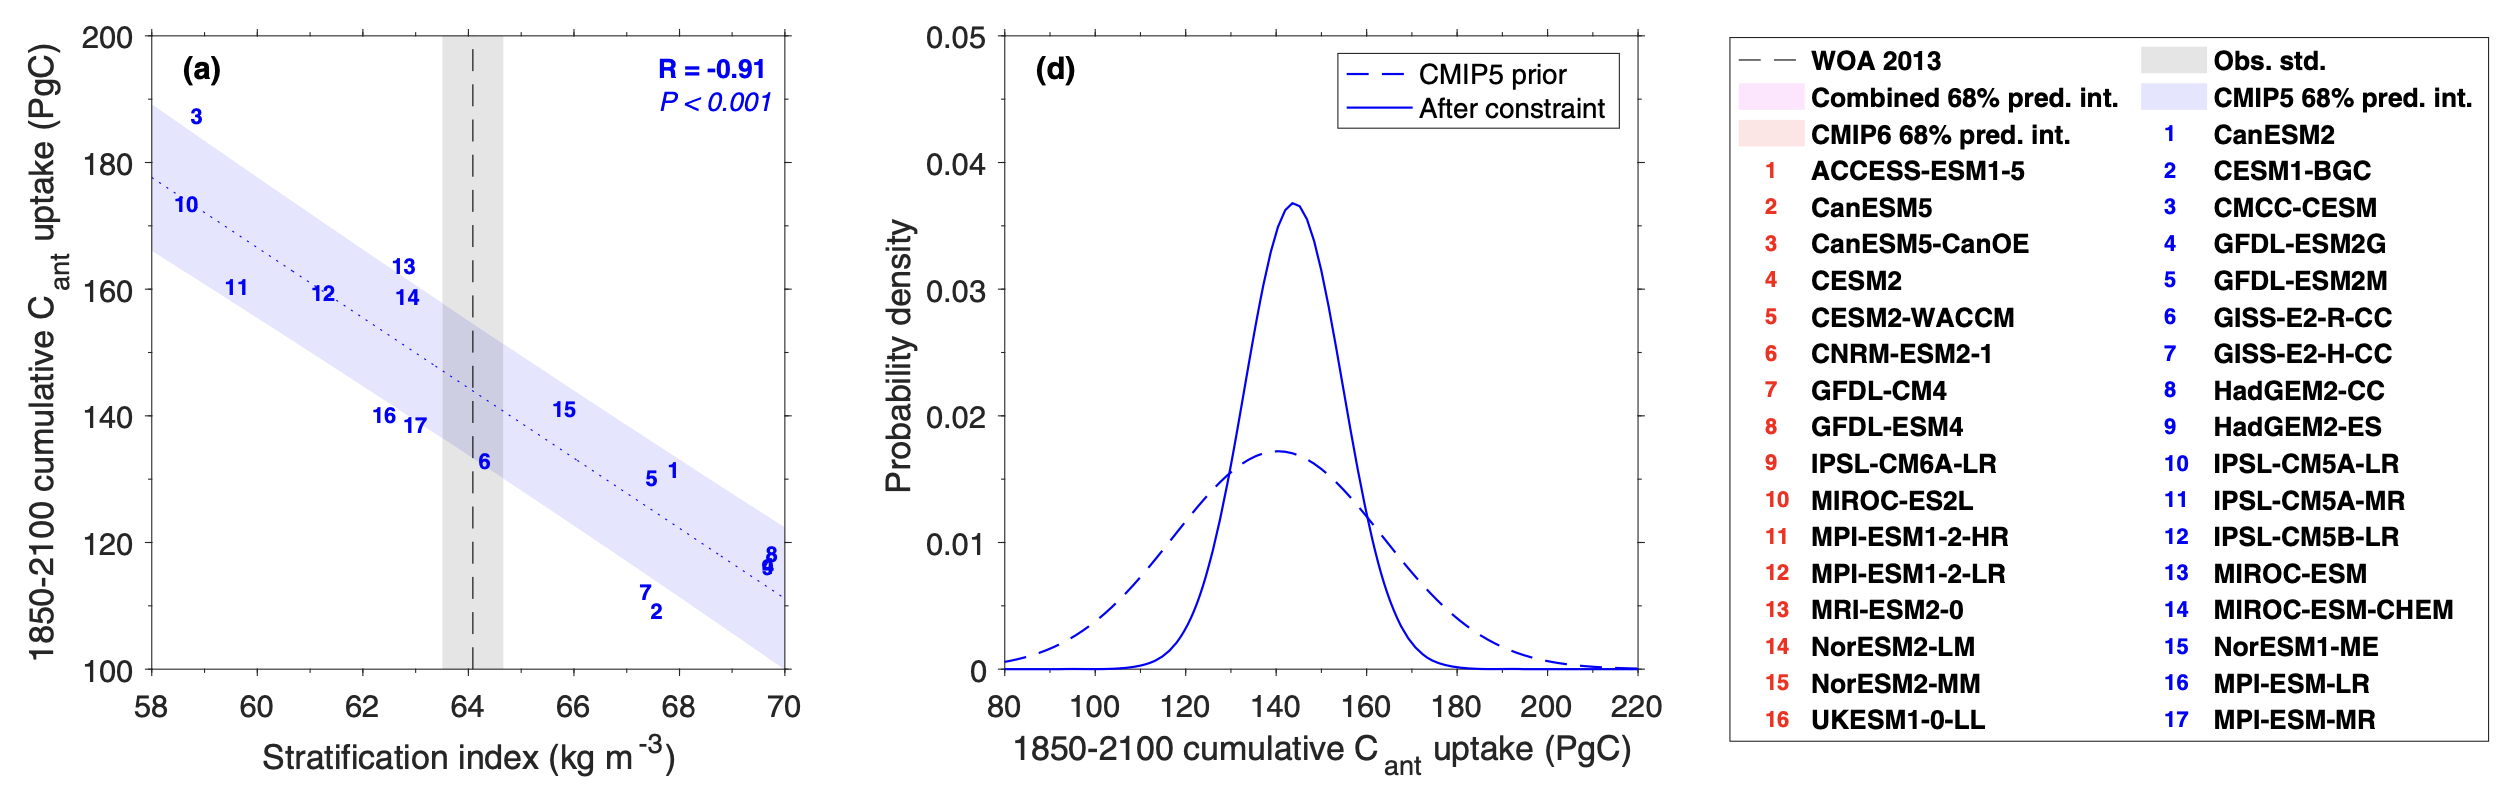 (a)
R = -0.91
P < 0.001
200
180
160
140
120
100
1850-2100 cumulative C ant uptake (PgC)
3
10
11
12
13
14
16
17
15
6
5
1
7
2
8
9
58
60
62
64
66
68
70
Stratification index (kg m-3)
(d)
CMIP5 prior
After constraint
0.05
0.04
0.03
0.02
0.01
0
Probability density
80
100
120
140
160
180
200
220
1850-2100 cumulative C ant uptake (PgC)
WOA 2013
Obs. std.
Combined 68% pred. int.
CMIP5 68% pred. int.
CMIP6 68% pred. int.
1 CanESM2
1 ACCESS-ESM1-5
2 CESM1-BGC
2 CanESM5
3 CMCC-CESM
3 CanESM5-CanOE
4 GFDL-ESM2G
4 CESM2
5 GFDL-ESM2M
5 CESM2-WACCM
6 GISS-E2-R-CC
6 CNRM-ESM2-1
7 GISS-E2-H-CC
7 GFDL-CM4
8 HadGEM2-CC
8 GFDL-ESM4
9 HadGEM2-ES
9 IPSL-CM6A-LR
10 IPSL-CM5A-LR
10 MIROC-ES2L
11 IPSL-CM5A-MR
11 MPI-ESM1-2-HR
12 IPSL-CM5B-LR
12 MPI-ESM1-2-LR
13 MIROC-ESM
13 MRI-ESM2-0
14 MIROC-ESM-CHEM
14 NorESM2-LM
15 NorESM1-ME
15 NorESM2-MM
16 MPI-ESM-LR
16 UKESM1-0-LL
17 MPI-ESM-MR